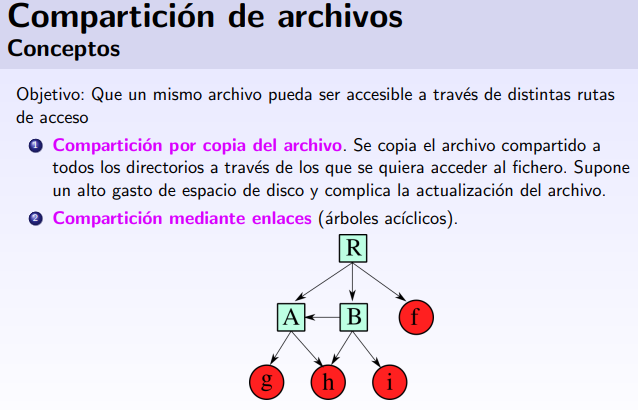 Compartición de archivos
Conceptos
Objetivo: Que un mismo archivo pueda ser accesible a través de distintas rutas
de acceso
1 Compartición por copia del archivo. Se copia el archivo compartido a
todos los directorios a través de los que se quiera acceder al fichero. Supone
un alto gasto de espacio de disco y complica la actualización del archivo.
2 Compartición mediante enlaces (árboles acíclicos).
R
A B f
g h i